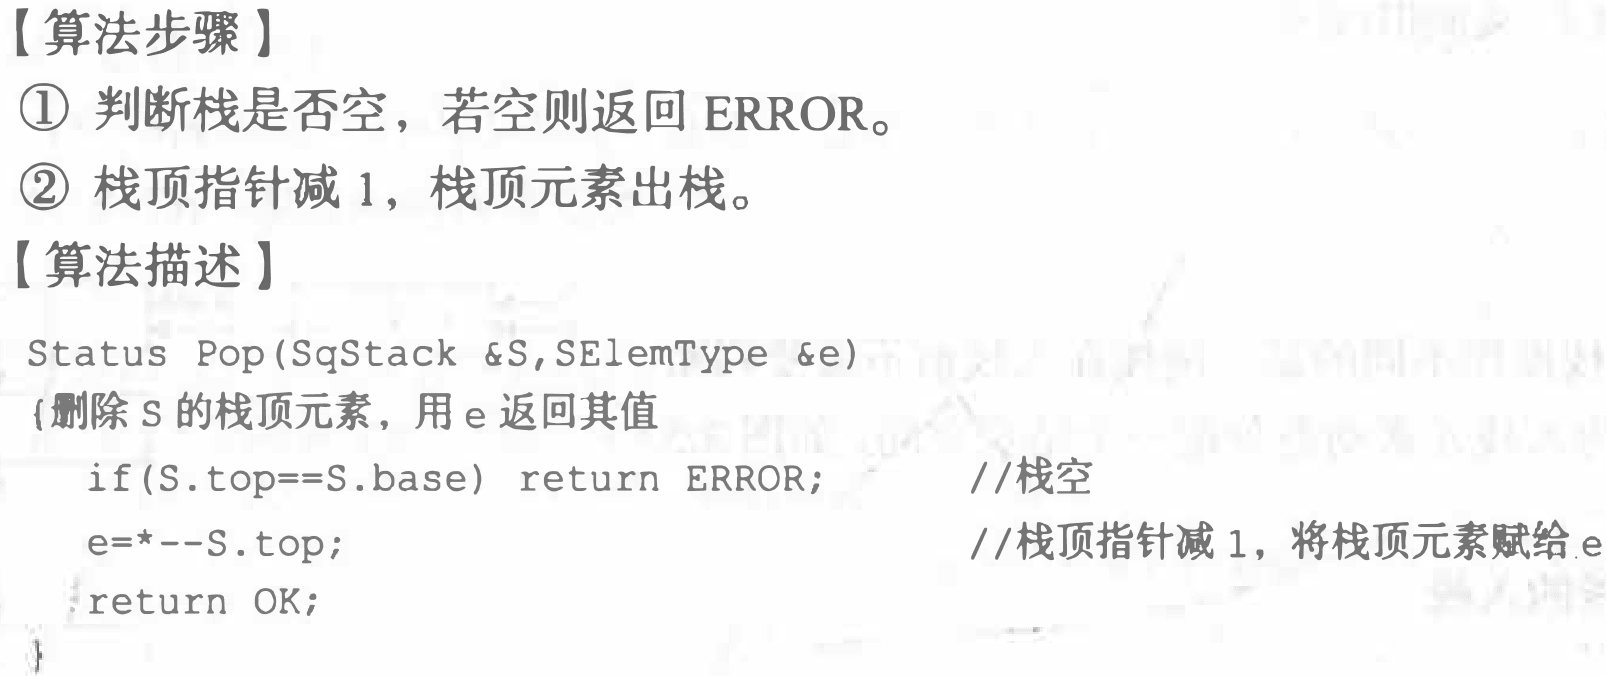 【算法步骤】
① 判断栈是否空，若空则返回 ERROR。
② 栈顶指针减 1，栈顶元素出栈。
【算法描述】
Status Pop(SqStack &S,SElemType &e)
{删除 S 的栈顶元素，用 e 返回其值
if(S.top==S.base) return ERROR; //栈空
e=*--S.top; //栈顶指针减 1，将栈顶元素赋给 e
return OK;
}